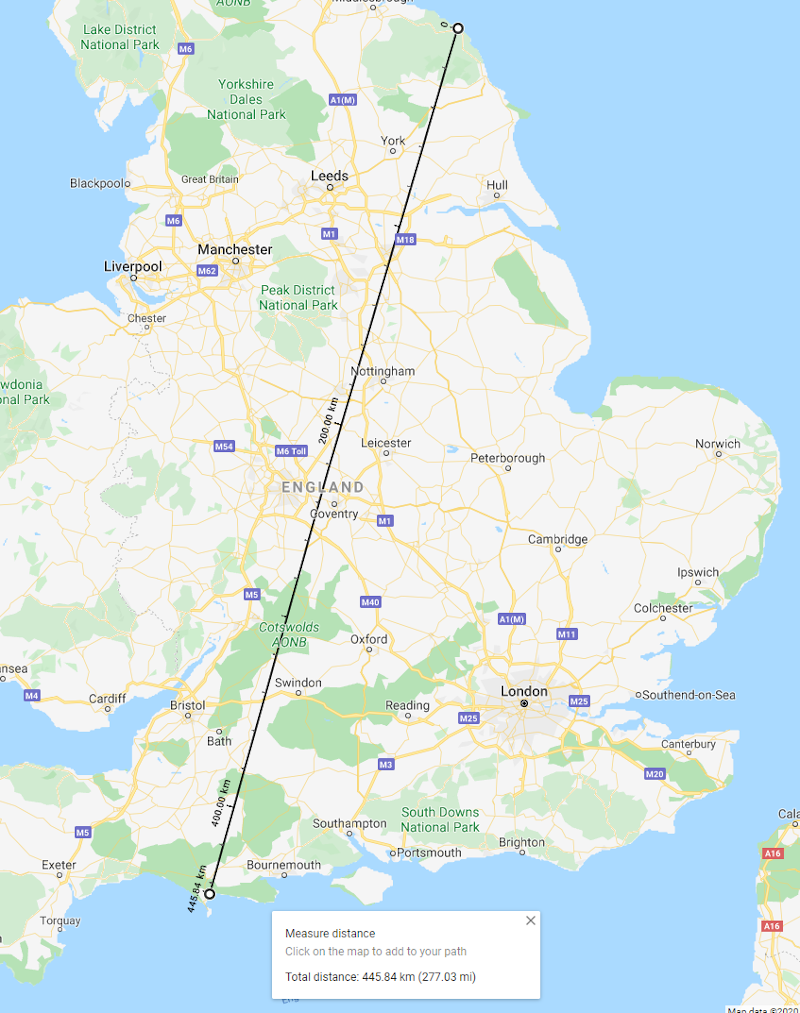 AONB
Middlesbrough
Lake District
National Park
M6
0
Yorkshire
Dales
National Park
A1(M)
York
Leeds
Great Britain
Blackpool
Hull
M6
M1
M18
Manchester
Liverpool
M62
Peak District
National Park
Chester
Nottingham
wdonia
nal Park
200.00 km
M54
M6 Toll
Leicester
Norwich
Peterborough
ENGLAND
Coventry
M1
Cambridge
Ipswich
M5
M40
Colchester
A1(M)
M11
Cotswolds
AONB
Oxford
nsea
M4
Cardiff
Swindon
London
Southend-on-Sea
Bristol
Reading
M25
M25
Bath
Canterbury
M3
M20
400.00 km
South Downs
National Park
Southampton
M5
Brighton
Portsmouth
Cala
A16
Exeter
Bournemouth
445.84 km
Torquay
A16
Measure distance
Click on the map to add to your path
Total distance: 445.84 km (277.03 mi)
Eng
Map data ©2020